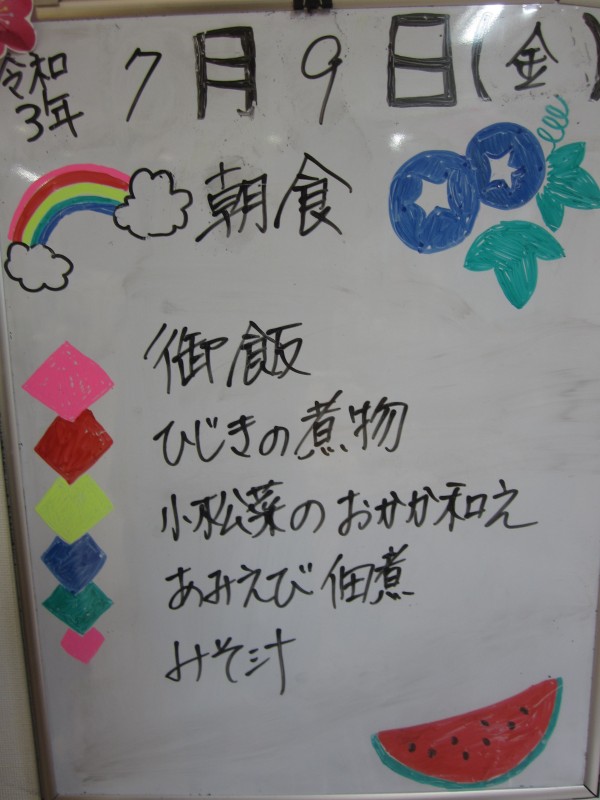 令和3年 7月9日(金)
朝食
御飯
ひじきの煮物
小松菜のおかか和え
あみえび佃煮
みそ汁